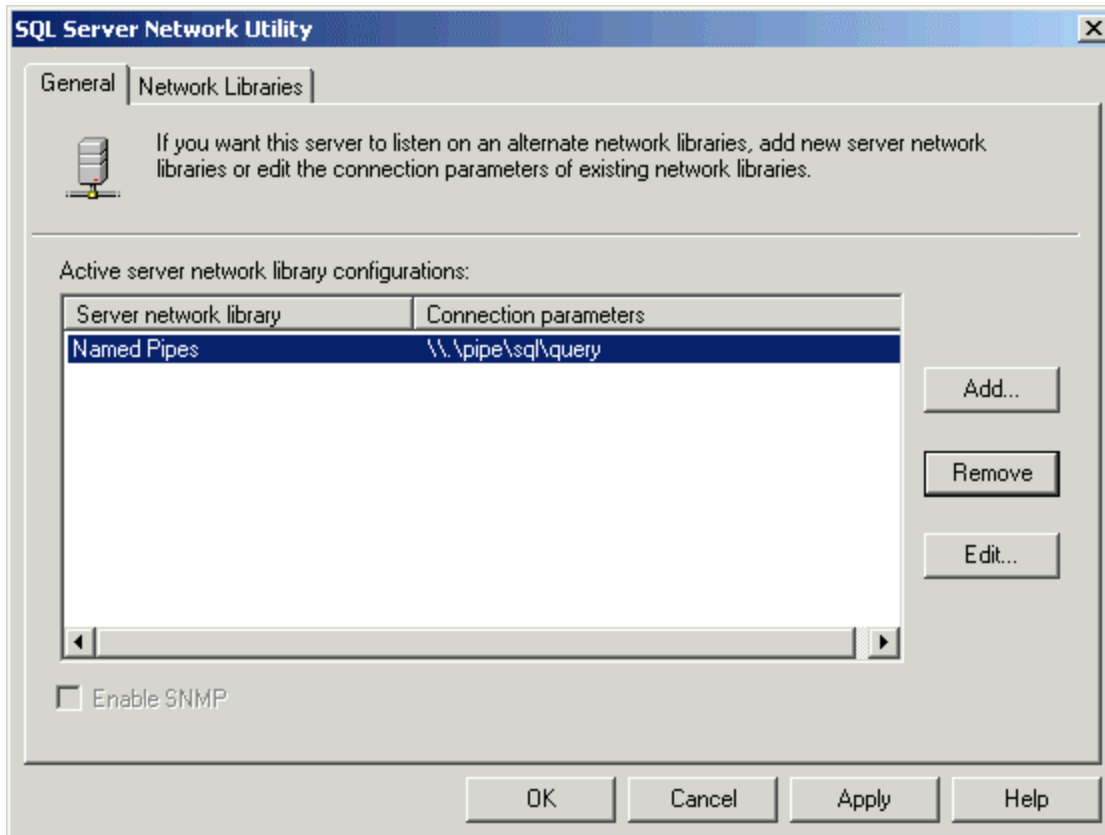 SQL Server Network Utility
General
Network Libraries
If you want this server to listen on an alternate network libraries, add new server network
libraries or edit the connection parameters of existing network libraries.
Active server network library configurations:
Server network library
Connection parameters
Named Pipes
\\.\pipe\sql\query
Add...
Remove
Edit...
Enable SNMP
OK
Cancel
Apply
Help